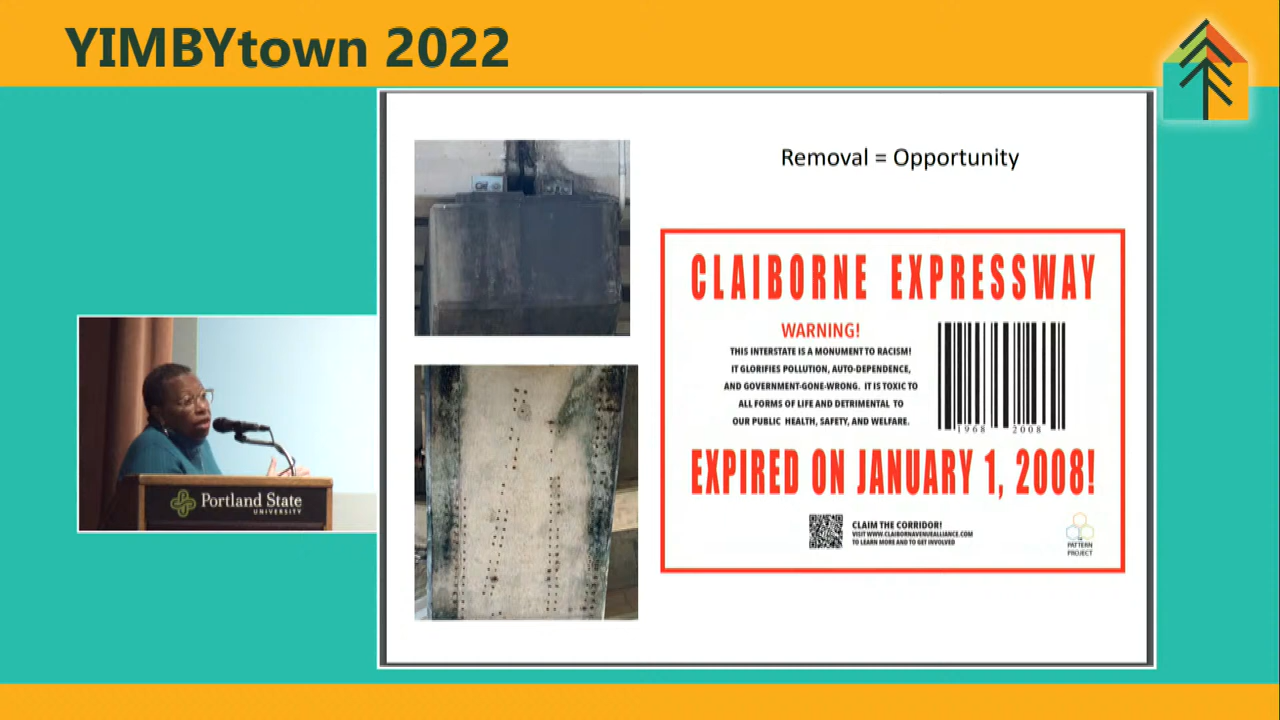 YIMBYtown 2022
Removal = Opportunity
CLAIBORNE EXPRESSWAY
WARNING!
THIS INTERSTATE IS A MONUMENT TO RACISM!
IT GLORIFIES POLLUTION, AUTO-DEPENDENCE,
AND GOVERNMENT-GONE-WRONG. IT IS TOXIC TO
ALL FORMS OF LIFE AND DETRIMENTAL TO
OUR PUBLIC HEALTH, SAFETY, AND WELFARE.
1968 2008
EXPIRED ON JANUARY 1, 2008!
CLAIM THE CORRIDOR!
VISIT WWW.CLAIBORNAVENUEALLIANCE.COM
TO LEARN MORE AND TO GET INVOLVED
PATTERN
PROJECT
Portland State
UNIVERSITY